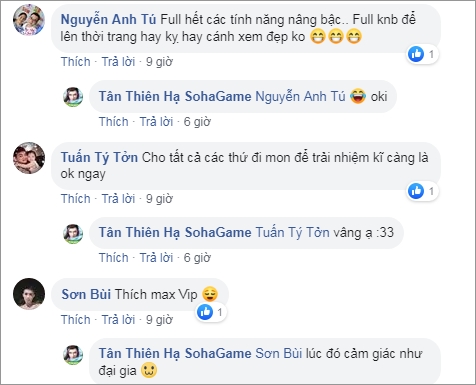 Nguyễn Anh Tú Full hết các tính năng nâng bậc.. Full knb để
lên thời trang hay kỵ hay cánh xem đẹp ko 😁😁😁
1
Thích · Trả lời · 9 giờ
Tân Thiên Hạ SohaGame Nguyễn Anh Tú 😂 oki
Thích · Trả lời · 6 giờ
Tuấn Tý Tởn Cho tất cả các thứ đi mon để trải nhiệm kĩ càng là
ok ngay
1
Thích · Trả lời · 9 giờ
Tân Thiên Hạ SohaGame Tuấn Tý Tởn vâng ạ :33
Thích · Trả lời · 6 giờ
Sơn Bùi Thích max Vip 😌
1
Thích · Trả lời · 9 giờ
Tân Thiên Hạ SohaGame Sơn Bùi lúc đó cảm giác như
đại gia